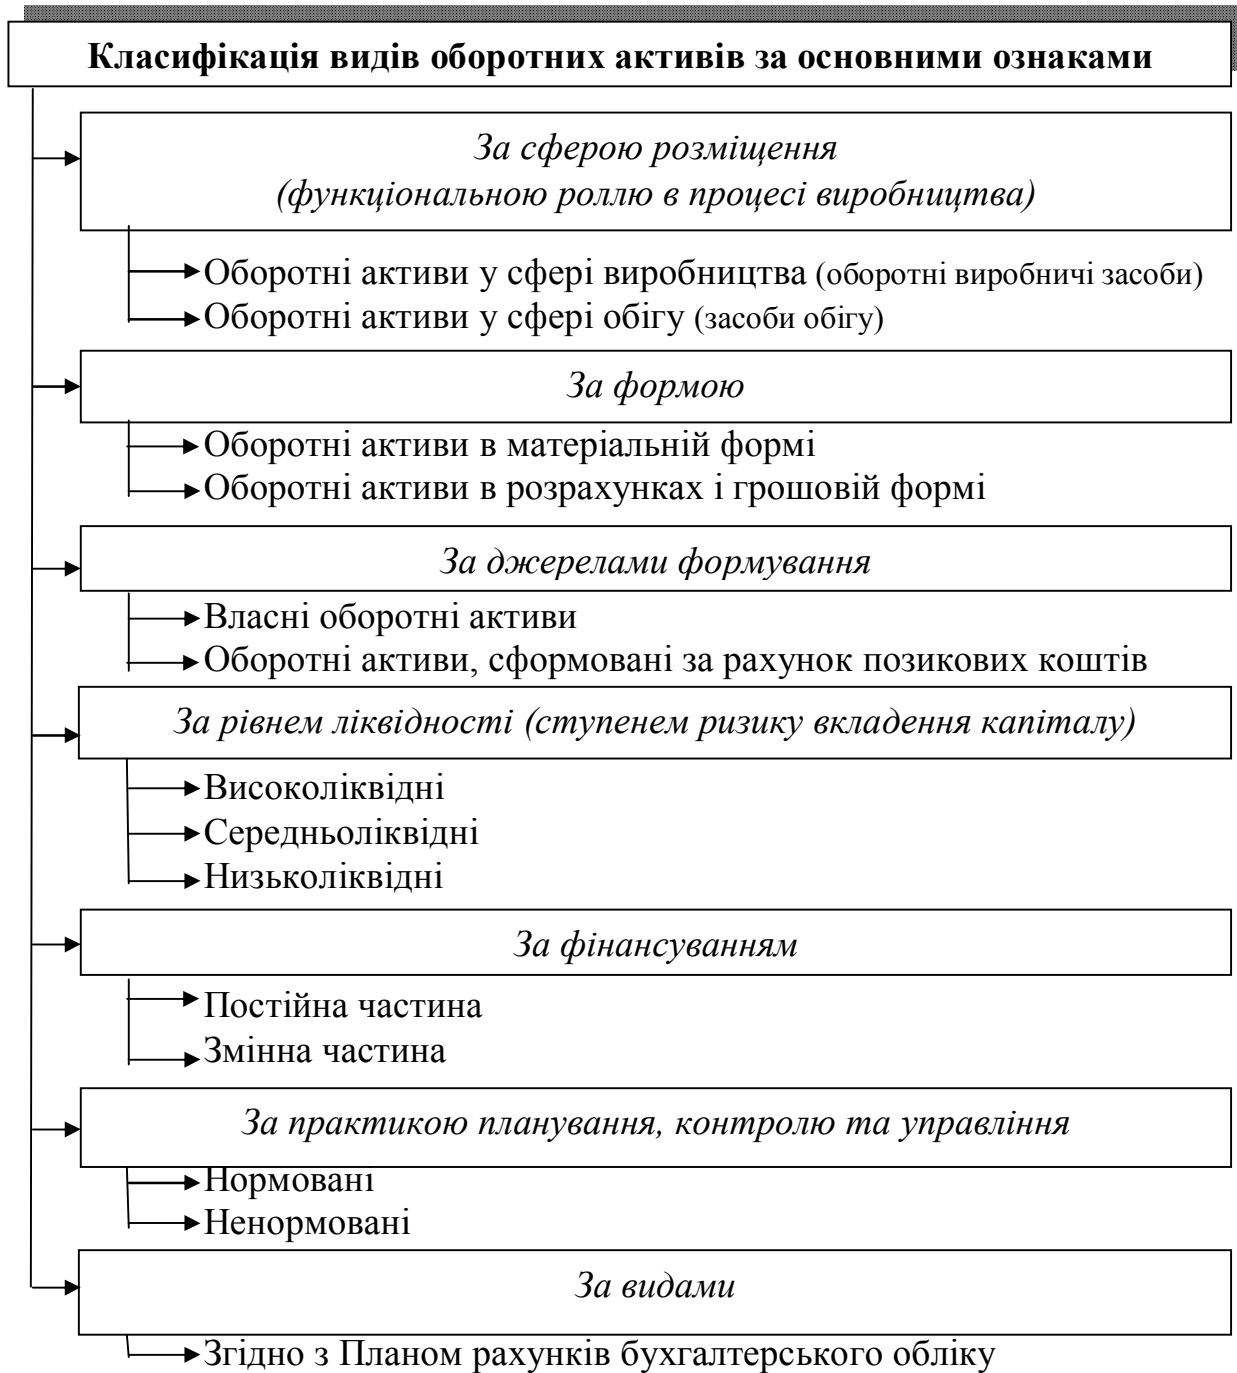 Класифікація видів оборотних активів за основними ознаками
За сферою розміщення
(функціональною роллю в процесі виробництва)
Оборотні активи у сфері виробництва (оборотні виробничі засоби)
Оборотні активи у сфері обігу (засоби обігу)
За формою
Оборотні активи в матеріальній формі
Оборотні активи в розрахунках і грошовій формі
За джерелами формування
Власні оборотні активи
Оборотні активи, сформовані за рахунок позикових коштів
За рівнем ліквідності (ступенем ризику вкладення капіталу)
Високоліквідні
Середньоліквідні
Низьколіквідні
За фінансуванням
Постійна частина
Змінна частина
За практикою планування, контролю та управління
Нормовані
Ненормовані
За видами
Згідно з Планом рахунків бухгалтерського обліку